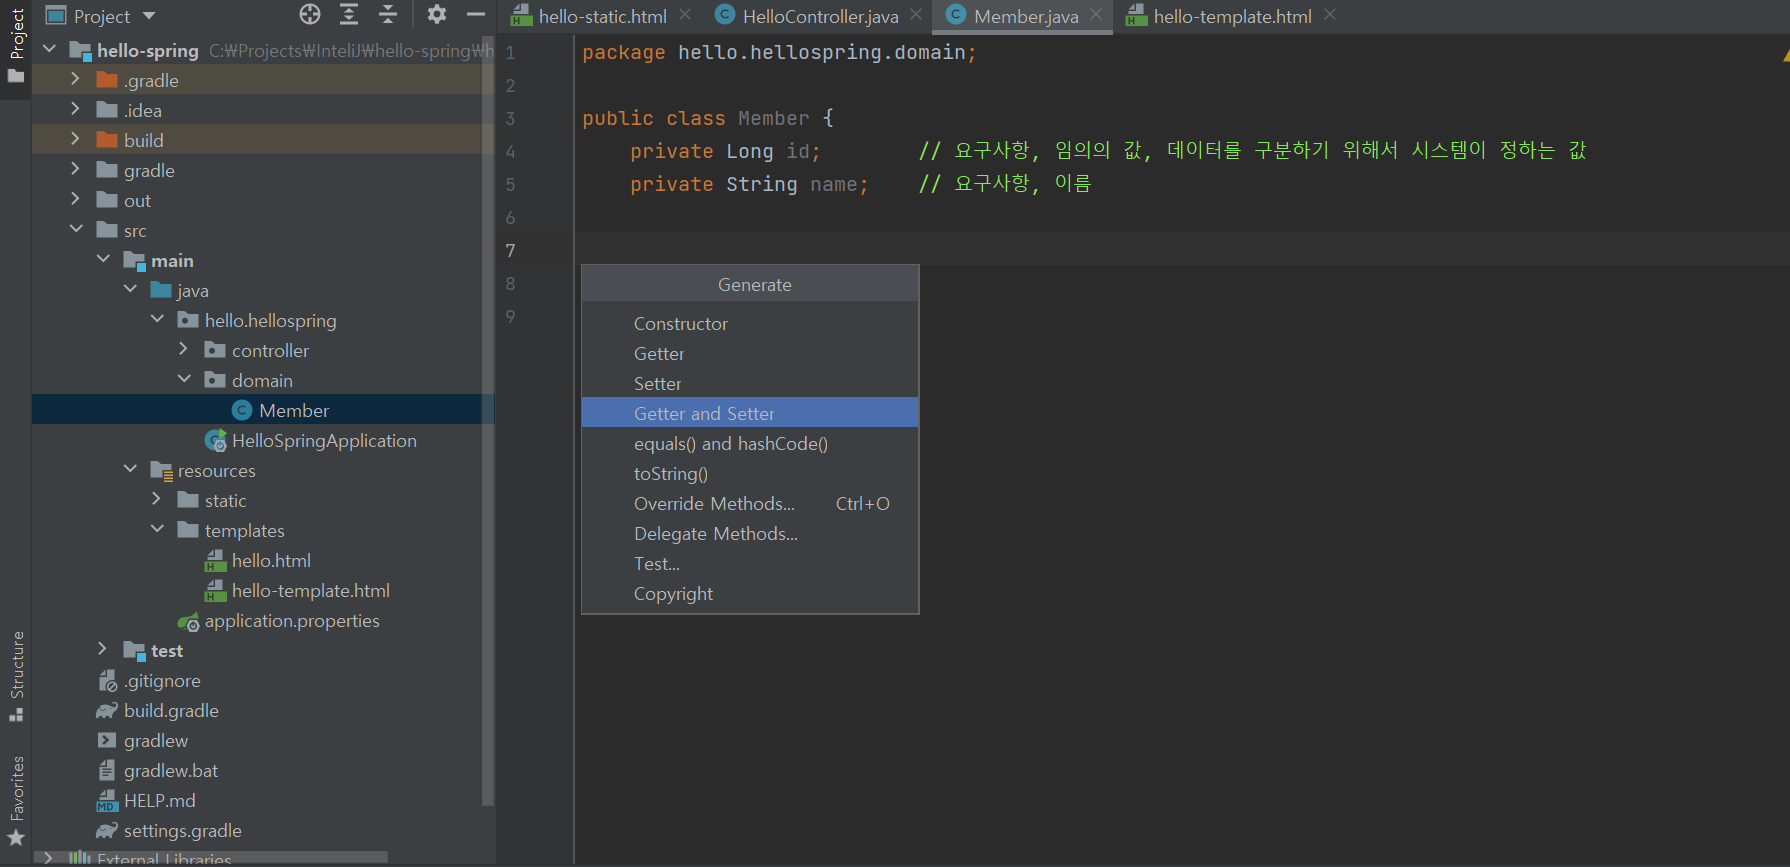 Project
hello-static.html
HelloController.java
Member.java
hello-template.html
Project
Structure
Favorites
hello-spring C:₩Projects₩InteliJ₩hello-spring₩h
.gradle
.idea
build
gradle
out
src
main
java
hello.hellospring
controller
domain
Member
HelloSpringApplication
resources
static
templates
hello.html
hello-template.html
application.properties
test
.gitignore
build.gradle
gradlew
gradlew.bat
HELP.md
settings.gradle
External Libraries
1 package hello.hellospring.domain;
2
3 public class Member {
4 private Long id; // 요구사항, 임의의 값, 데이터를 구분하기 위해서 시스템이 정하는 값
5 private String name; // 요구사항, 이름
6
7
8
9
Generate
Constructor
Getter
Setter
Getter and Setter
equals() and hashCode()
toString()
Override Methods... Ctrl+O
Delegate Methods...
Test...
Copyright